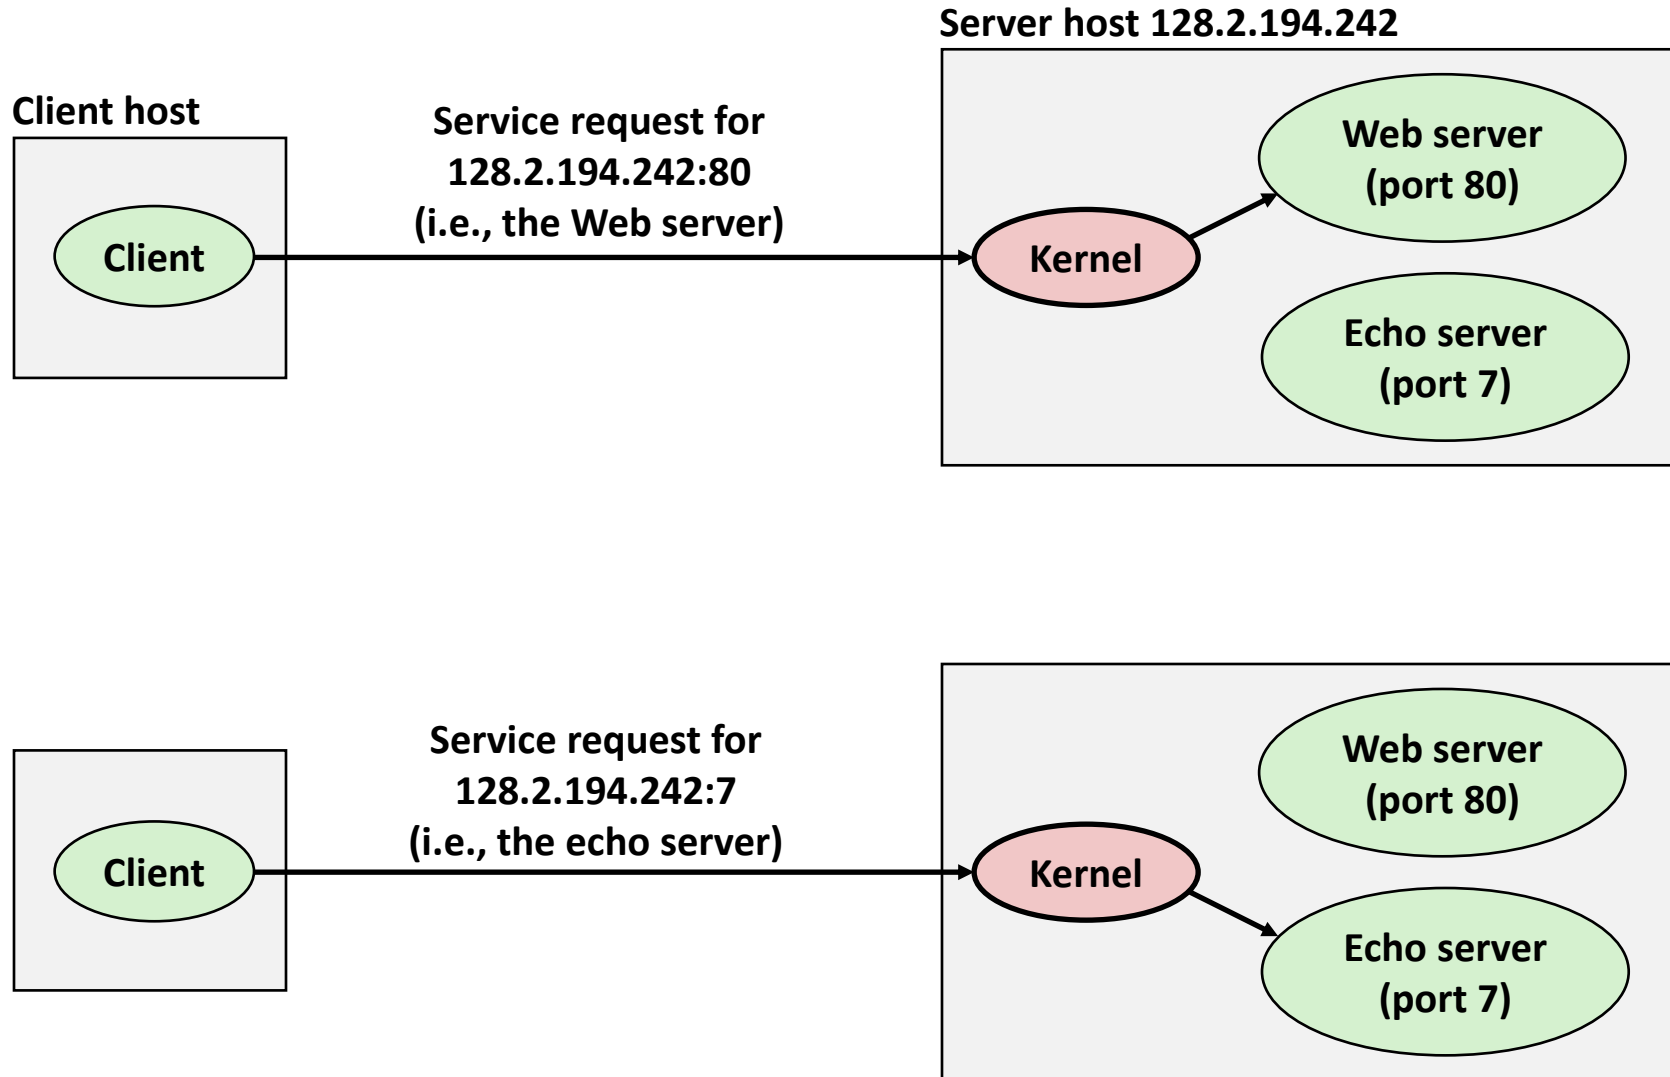 Server host 128.2.194.242
Client host
Service request for
128.2.194.242:80
(i.e., the Web server)
Client
Kernel
Web server
(port 80)
Echo server
(port 7)
Service request for
128.2.194.242:7
(i.e., the echo server)
Client
Kernel
Web server
(port 80)
Echo server
(port 7)